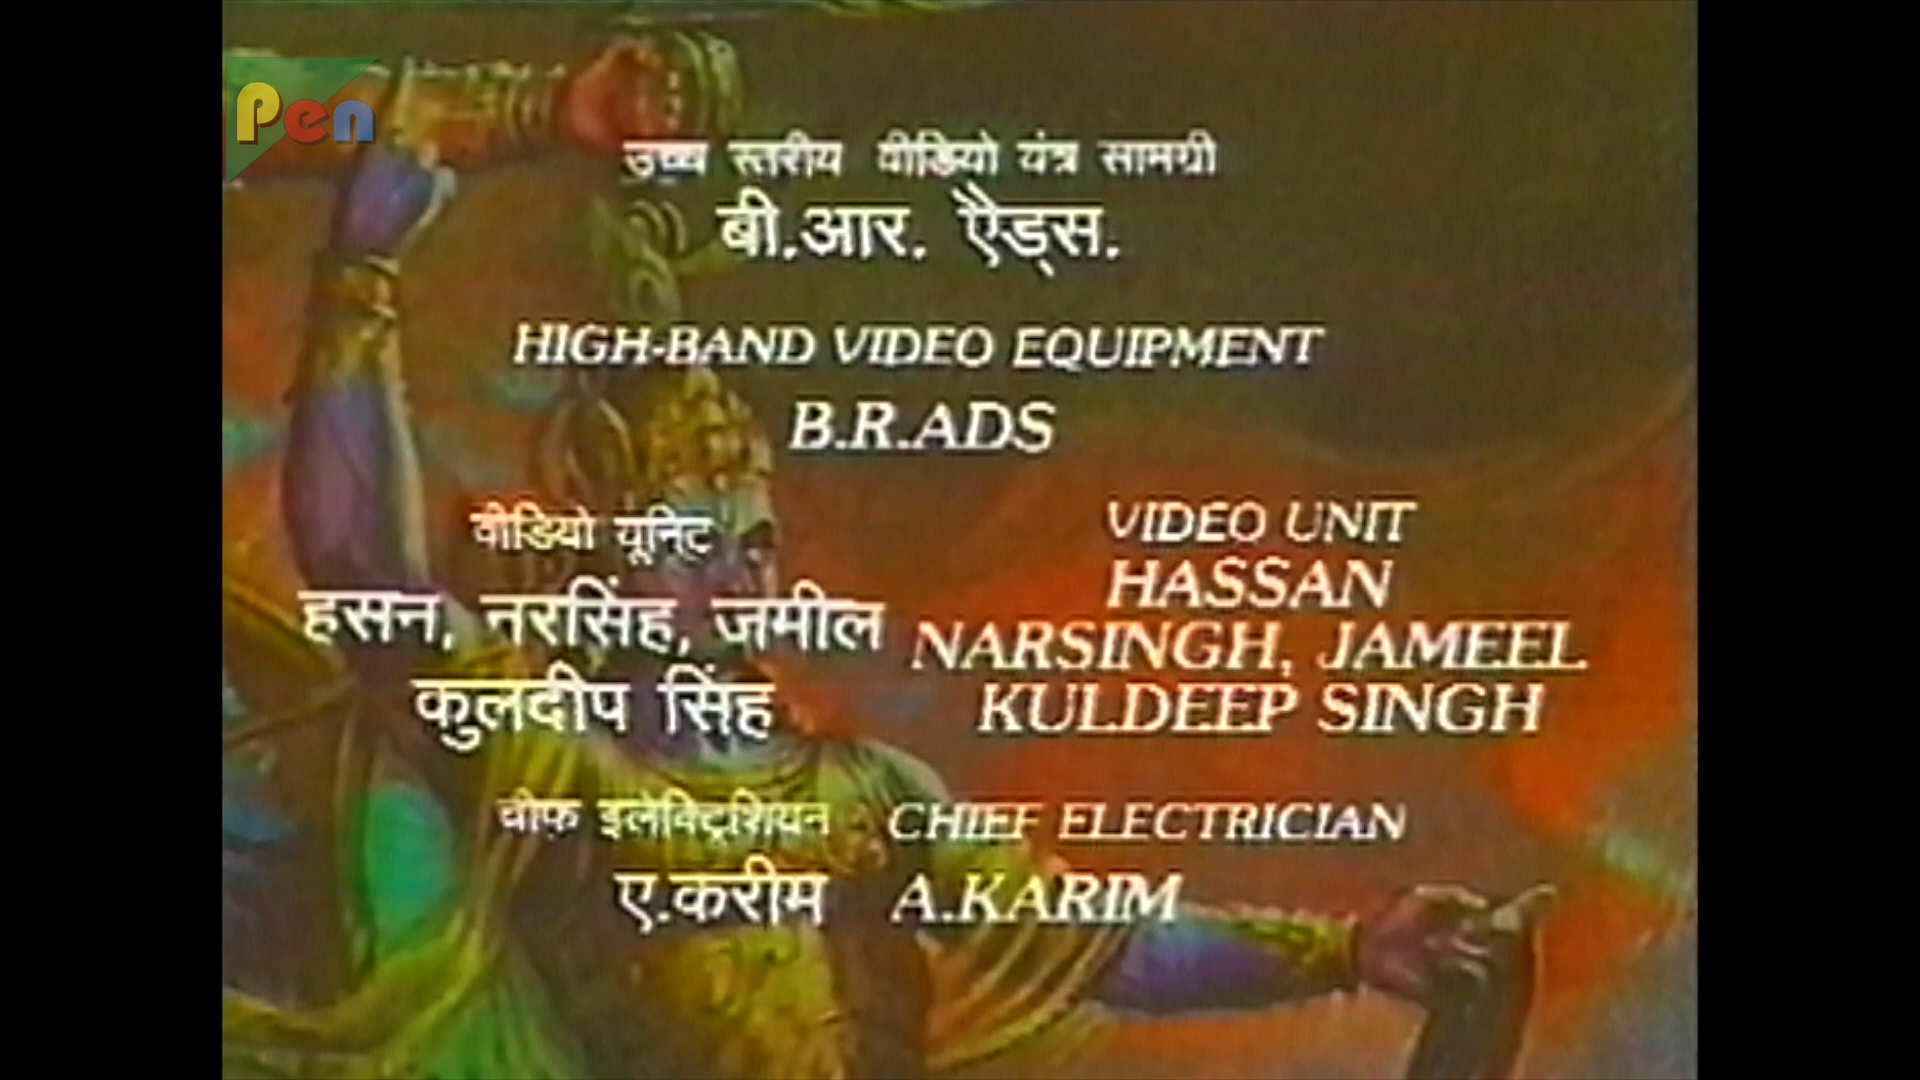 Pen
उच्च स्तरीय वीडियो यंत्र सामग्री
बी.आर. ऐड्स.
HIGH-BAND VIDEO EQUIPMENT
B.R.ADS
वीडियो यूनिट
हसन, नरसिंह, जमील
कुलदीप सिंह
VIDEO UNIT
HASSAN
NARSINGH, JAMEEL
KULDEEP SINGH
चीफ इलेक्ट्रिशियन
ए.करीम
CHIEF ELECTRICIAN
A.KARIM